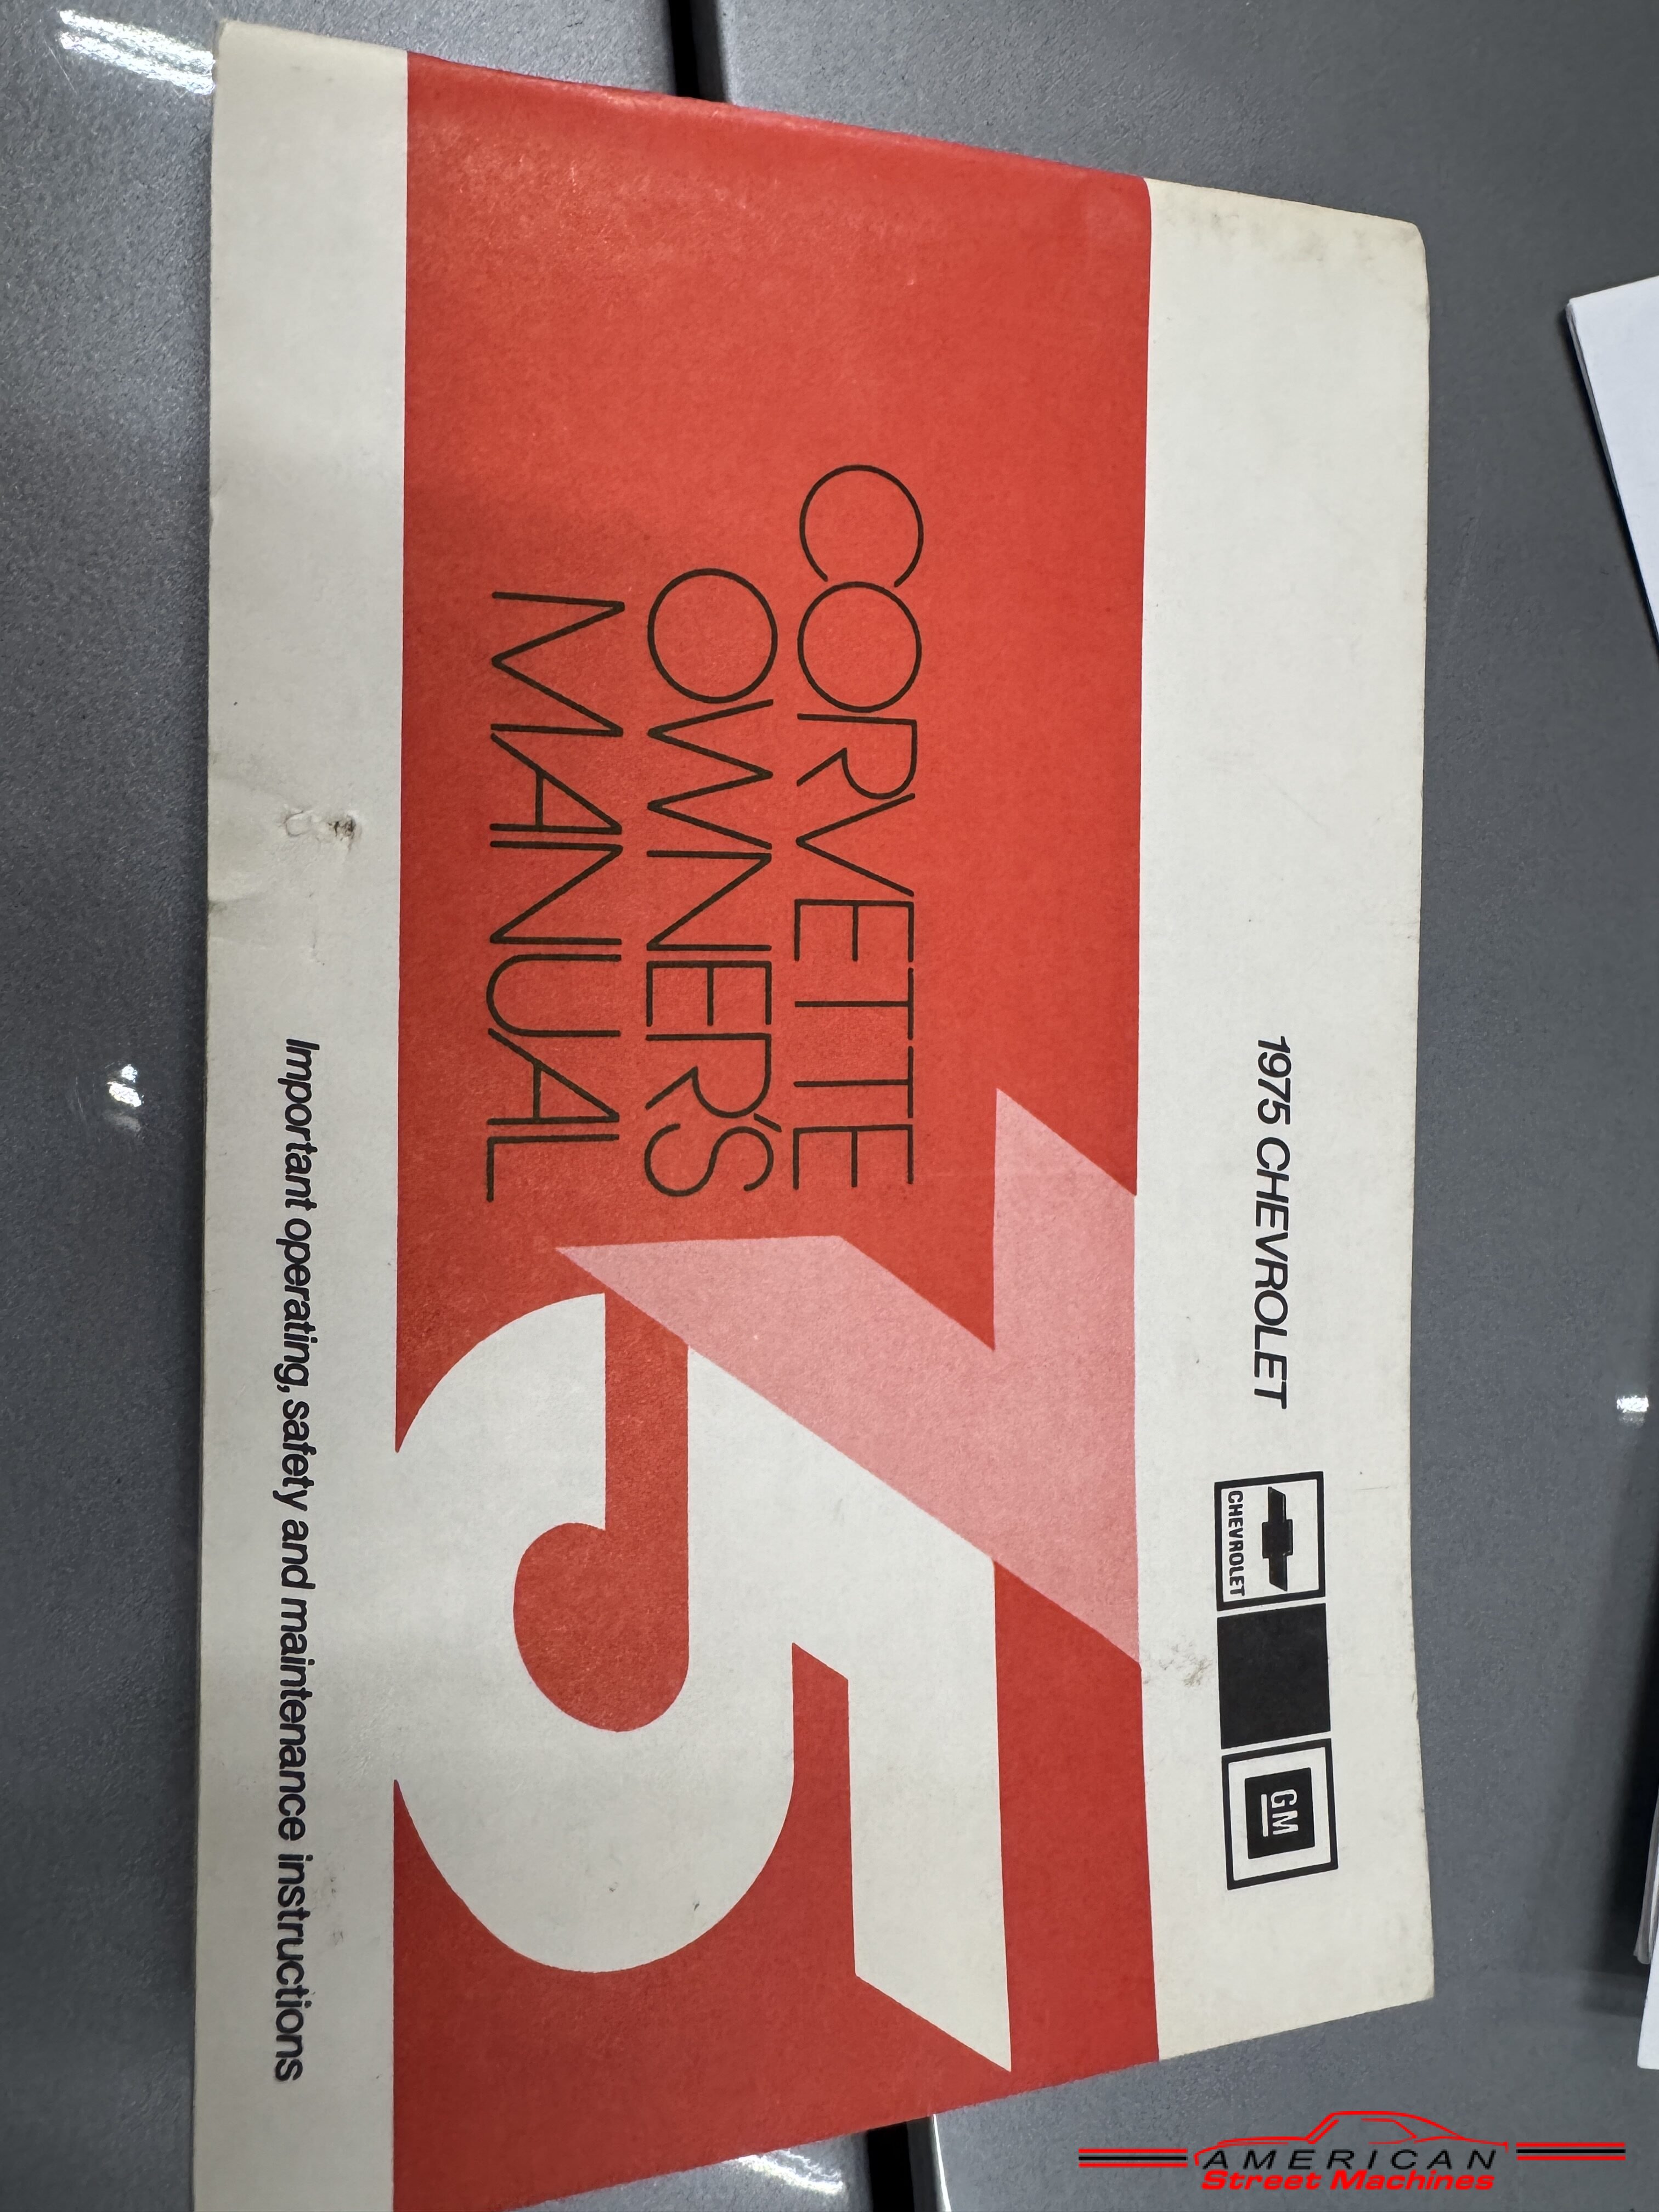 1975 CHEVROLET
CHEVROLET
GM
CORVETTE
OWNER'S
MANUAL
75
Important operating, safety and maintenance instructions
AMERICAN
Street Machines